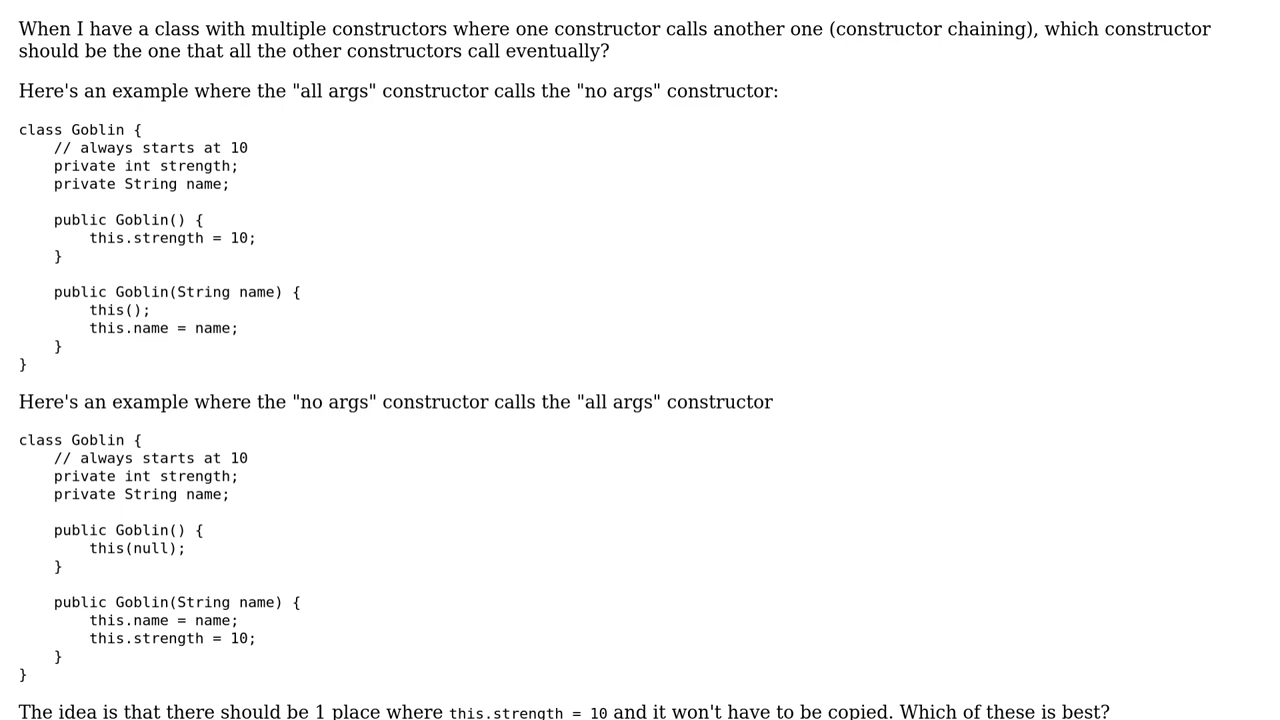 When I have a class with multiple constructors where one constructor calls another one (constructor chaining), which constructor
should be the one that all the other constructors call eventually?
Here's an example where the "all args" constructor calls the "no args" constructor:
class Goblin {
    // always starts at 10
    private int strength;
    private String name;

    public Goblin() {
        this.strength = 10;
    }

    public Goblin(String name) {
        this();
        this.name = name;
    }
}
Here's an example where the "no args" constructor calls the "all args" constructor
class Goblin {
    // always starts at 10
    private int strength;
    private String name;

    public Goblin() {
        this(null);
    }

    public Goblin(String name) {
        this.name = name;
        this.strength = 10;
    }
}
The idea is that there should be 1 place where this.strength = 10 and it won't have to be copied. Which of these is best?